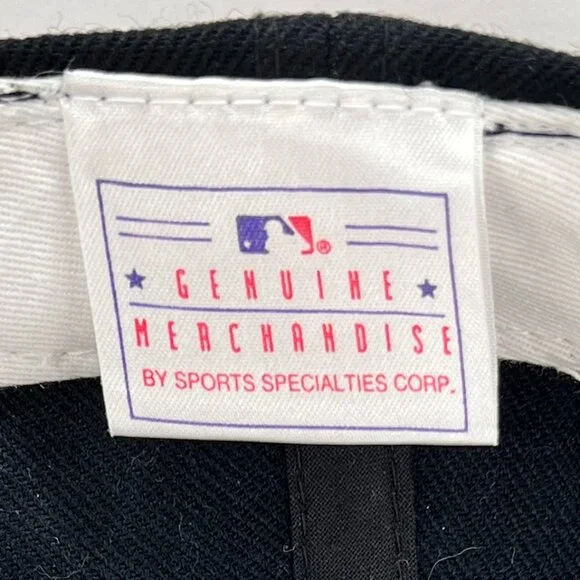 ®
GENUINE
MERCHANDISE
BY SPORTS SPECIALTIES CORP.